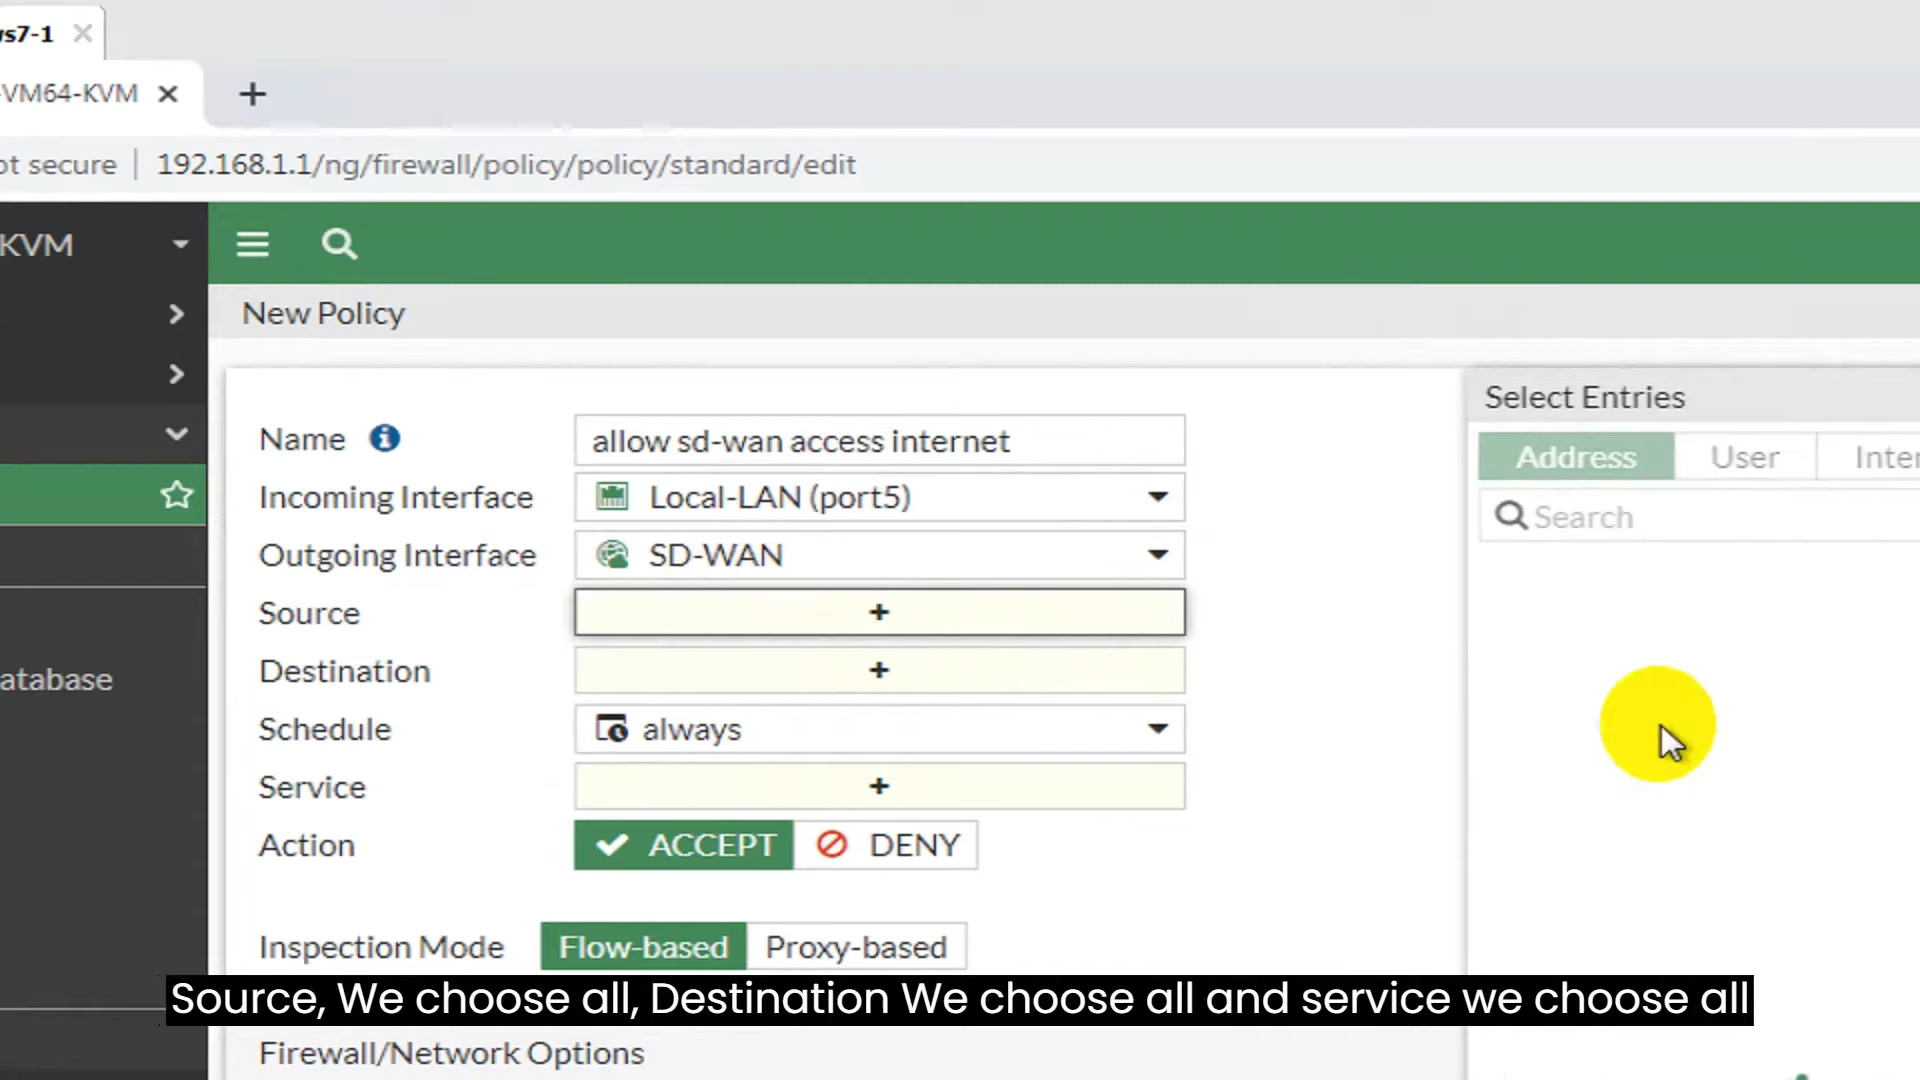 vs7-1
-VM64-KVM
ot secure
192.168.1.1/ng/firewall/policy/policy/standard/edit
KVM
New Policy
Name
allow sd-wan access internet
Incoming Interface
Local-LAN (port5)
Outgoing Interface
SD-WAN
Source
+
Destination
+
Schedule
always
Service
+
Action
ACCEPT
DENY
Inspection Mode
Flow-based
Proxy-based
Select Entries
Address
User
Inter
Search
atabase
Source, We choose all, Destination We choose all and service we choose all
Firewall/Network Options